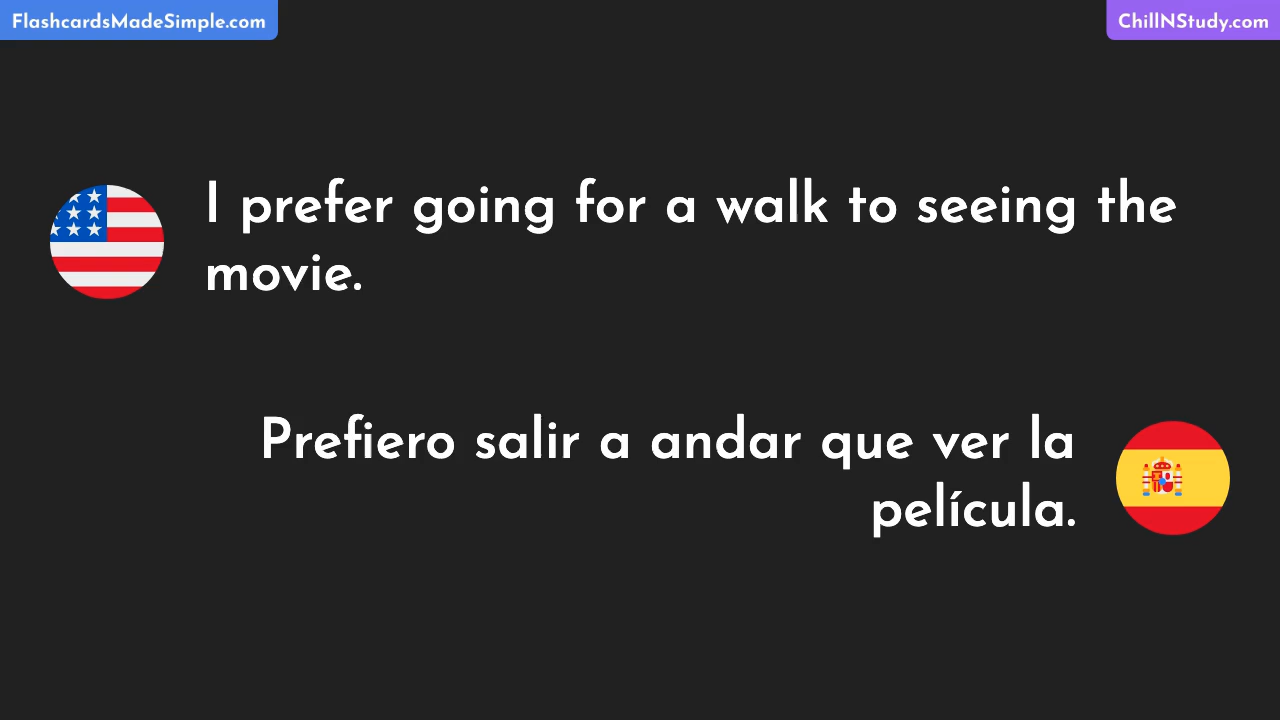 FlashcardsMadeSimple.com
ChillNStudy.com
I prefer going for a walk to seeing the
movie.
Prefiero salir a andar que ver la
película.